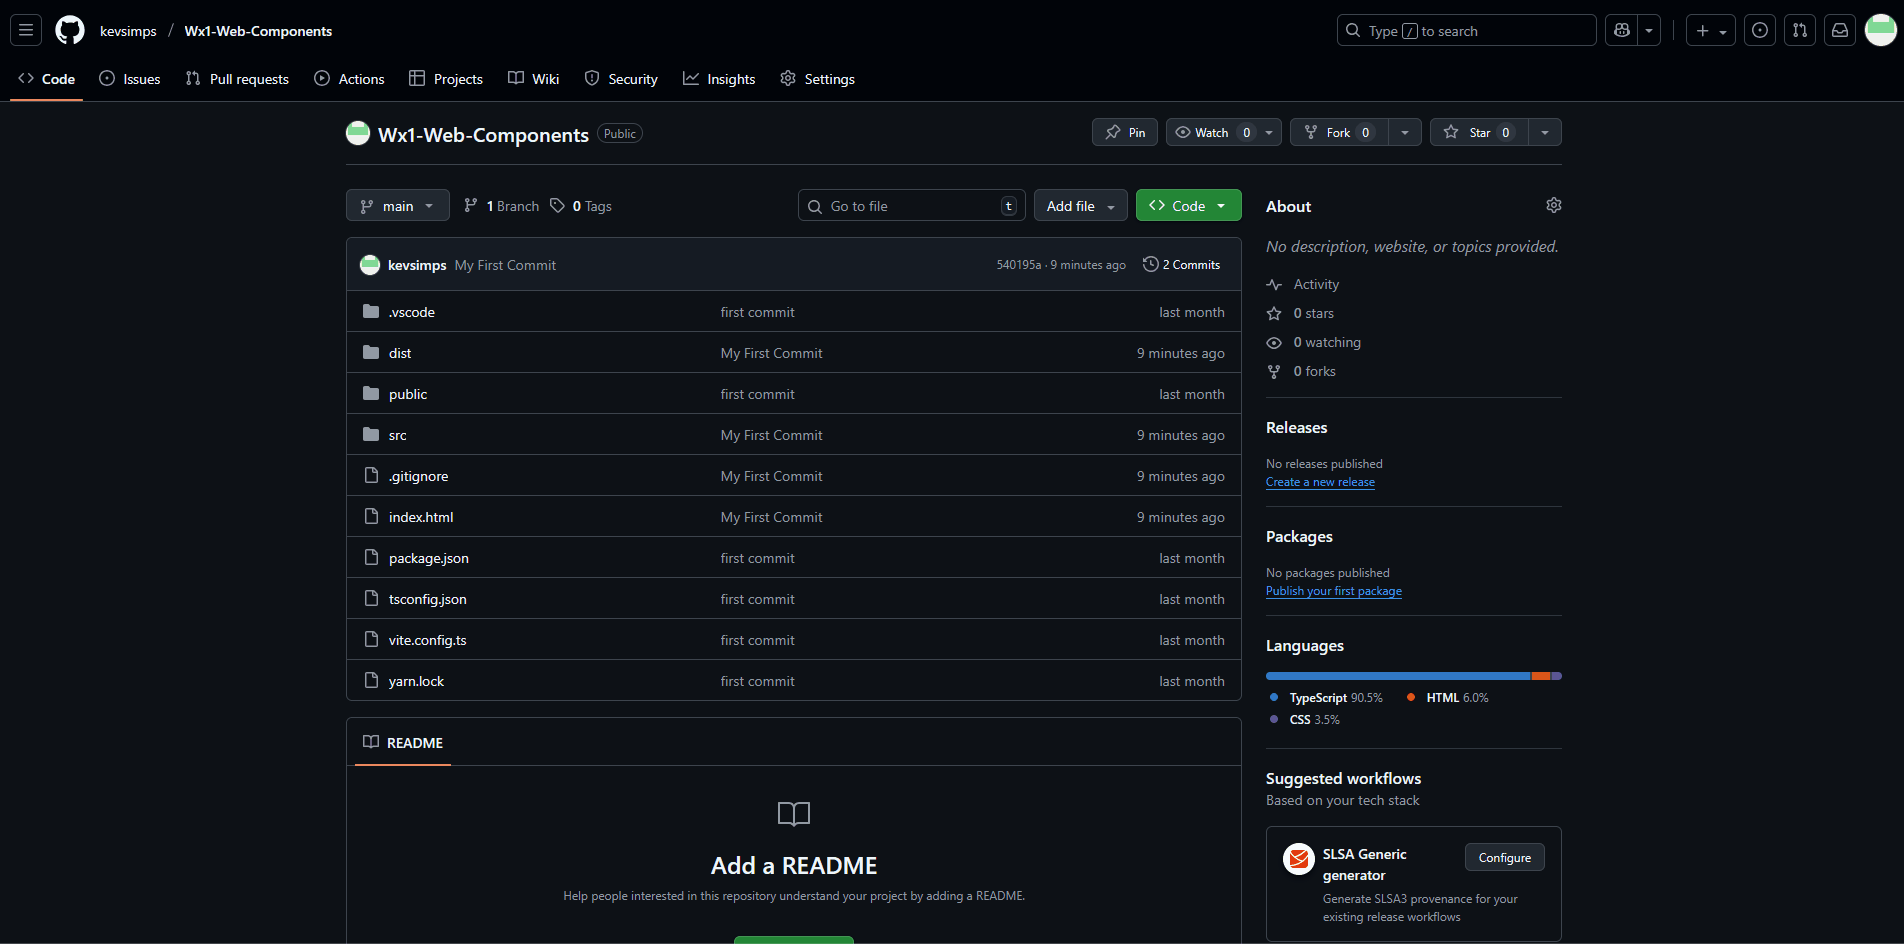 kevsimps / Wx1-Web-Components
Type / to search
Code Issues Pull requests Actions Projects Wiki Security Insights Settings
Wx1-Web-Components Public
Pin Watch 0 Fork 0 Star 0
main 1 Branch 0 Tags
Go to file t
Add file
Code
kevsimps My First Commit 540195a · 9 minutes ago 2 Commits
.vscode first commit last month
dist My First Commit 9 minutes ago
public first commit last month
src My First Commit 9 minutes ago
.gitignore My First Commit 9 minutes ago
index.html My First Commit 9 minutes ago
package.json first commit last month
tsconfig.json first commit last month
vite.config.ts first commit last month
yarn.lock first commit last month
README
Add a README
Help people interested in this repository understand your project by adding a README.
About
No description, website, or topics provided.
Activity
0 stars
0 watching
0 forks
Releases
No releases published
Create a new release
Packages
No packages published
Publish your first package
Languages
TypeScript 90.5% HTML 6.0%
CSS 3.5%
Suggested workflows
Based on your tech stack
SLSA Generic
generator
Configure
Generate SLSA3 provenance for your
existing release workflows